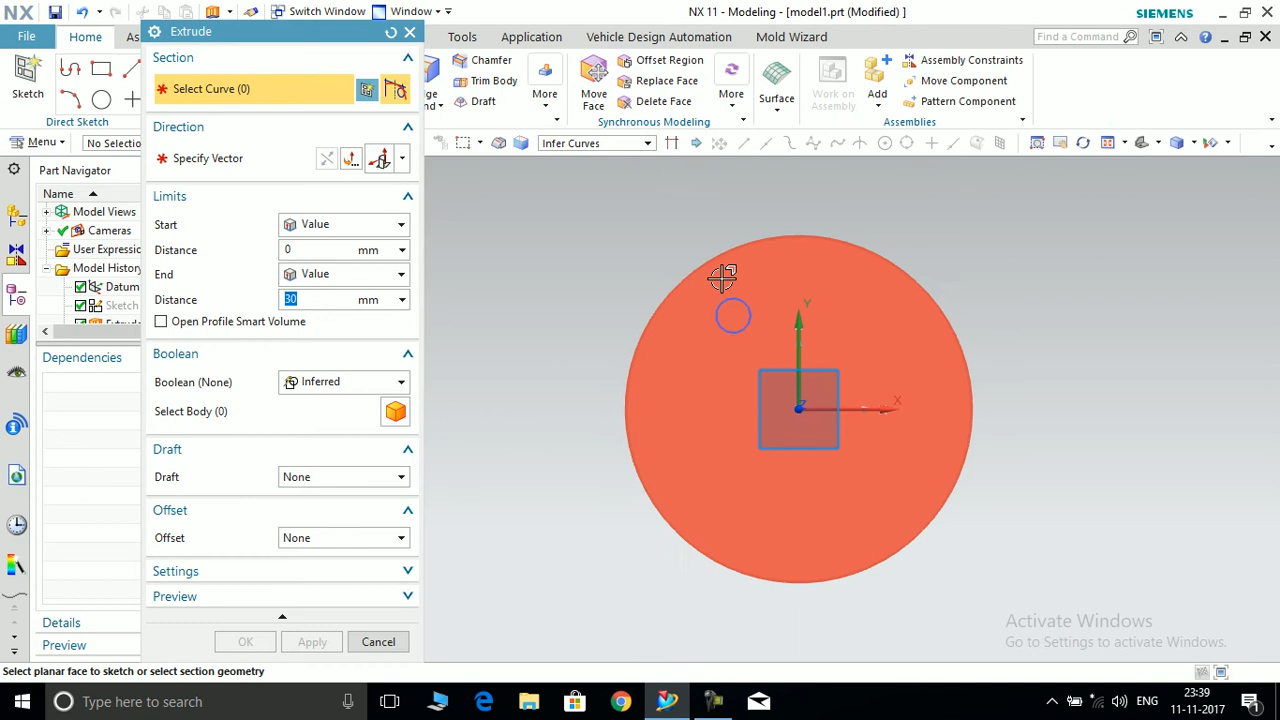 NX
Switch Window
Window
NX 11 - Modeling - [model1.prt (Modified) ]
SIEMENS
File
Home
As
Tools
Application
Vehicle Design Automation
Mold Wizard
Find a Command
Extrude
Section
Select Curve (0)
Direction
Specify Vector
Limits
Start
Value
Distance
0
mm
End
Value
Distance
30
mm
Open Profile Smart Volume
Boolean
Boolean (None)
Inferred
Select Body (0)
Draft
Draft
None
Offset
Offset
None
Settings
Preview
OK
Apply
Cancel
Sketch
Direct Sketch
Chamfer
Trim Body
Draft
More
Move
Face
Offset Region
Replace Face
Delete Face
More
Synchronous Modeling
Surface
Work on
Assembly
Add
Assembly Constraints
Move Component
Pattern Component
Assemblies
Menu
No Selectio
Infer Curves
Part Navigator
Name
Model Views
Cameras
User Expressio
Model History
Datum
Sketch
Extrud
Dependencies
Details
Preview
Y
X
Z
Activate Windows
Go to Settings to activate Windows.
Select planar face to sketch or select section geometry
Type here to search
ENG
23:39
11-11-2017
1